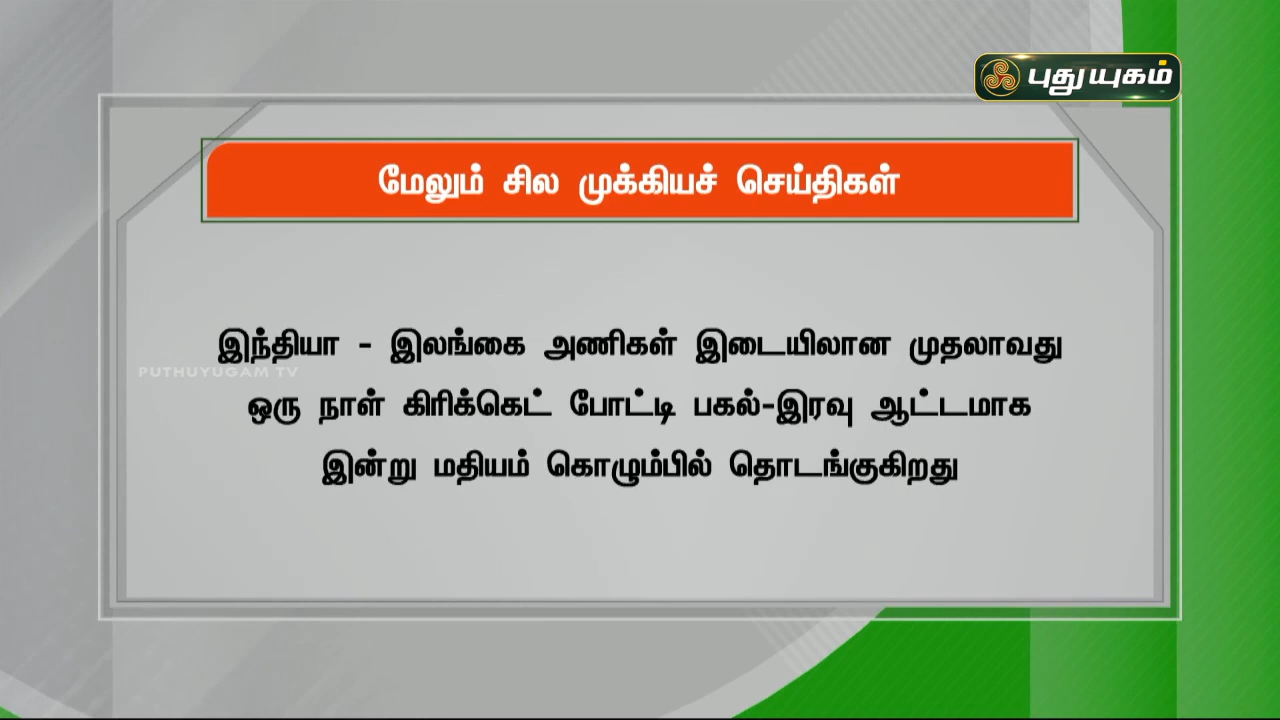 புதுயுகம்
மேலும் சில முக்கியச் செய்திகள்
இந்தியா - இலங்கை அணிகள் இடையிலான முதலாவது
PUTHUYUGAM TV
ஒரு நாள் கிரிக்கெட் போட்டி பகல்-இரவு ஆட்டமாக
இன்று மதியம் கொழும்பில் தொடங்குகிறது